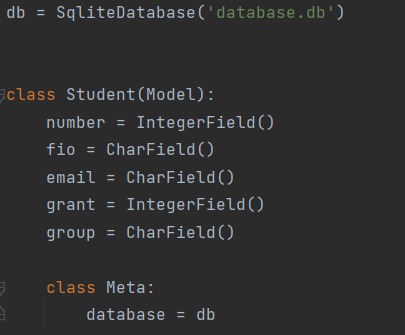 db = SqliteDatabase('database.db')
class Student(Model):
    number = IntegerField()
    fio = CharField()
    email = CharField()
    grant = IntegerField()
    group = CharField()
    class Meta:
        database = db